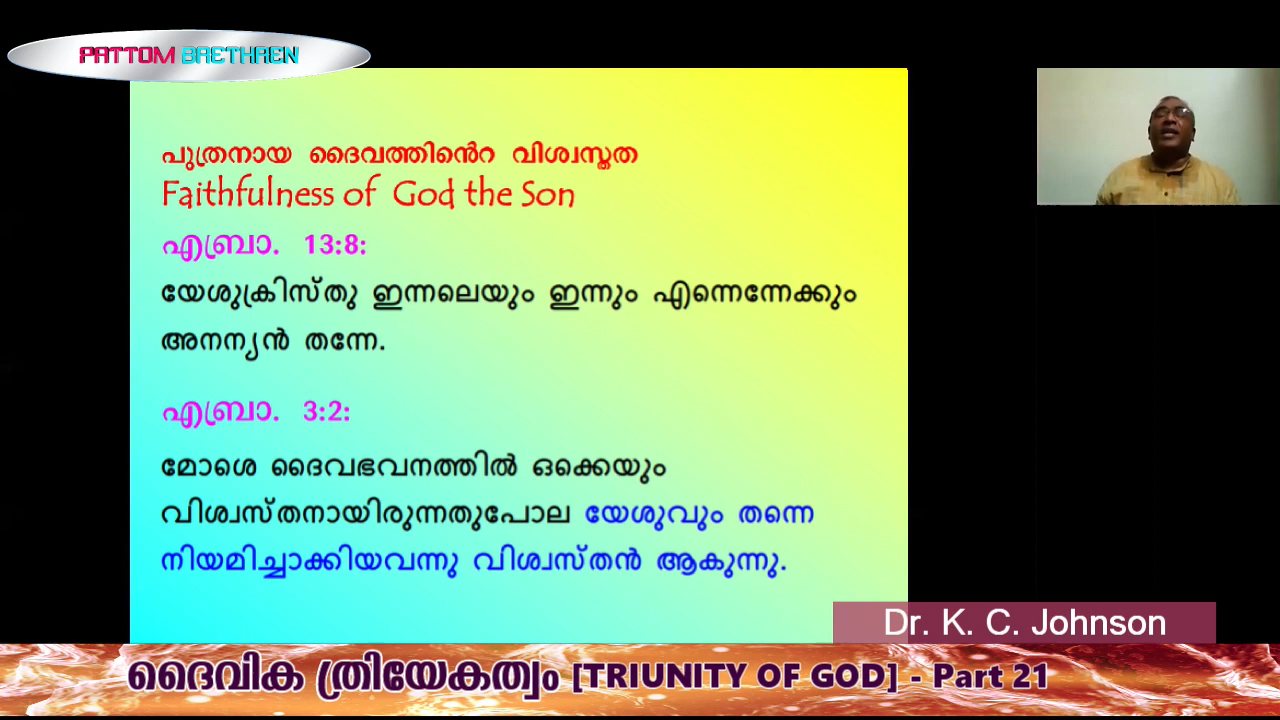 PATTOM BRETHREN
പുത്രനായ ദൈവത്തിൻെറ വിശ്വസ്തത
Faithfulness of God the Son
എബ്രാ. 13:8:
യേശുക്രിസ്തു ഇന്നലെയും ഇന്നും എന്നെന്നേക്കും
അനന്യൻ തന്നേ.
എബ്രാ. 3:2:
മോശെ ദൈവഭവനത്തിൽ ഒക്കെയും
വിശ്വസ്തനായിരുന്നതുപോല യേശുവും തന്നെ
നിയമിച്ചാക്കിയവന്നു വിശ്വസ്തൻ ആകുന്നു.
Dr. K. C. Johnson
ദൈവിക ത്രിയേകത്വം [TRIUNITY OF GOD] - Part 21